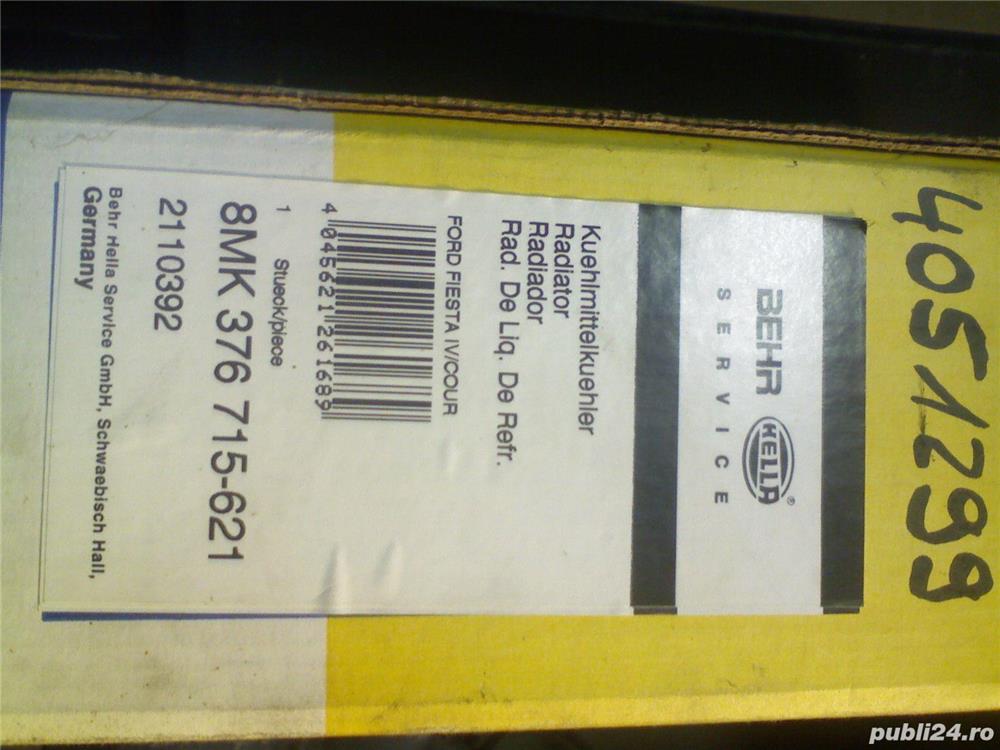 4051299
BEHR HELLA®
SERVICE
Kuehlmittelkuehler
Radiator
Radiador
Rad. De Liq. De Refr.
FORD FIESTA IV/COUR
4 045621 261689
1 Stueck/piece
8MK 376 715-621
2110392
Behr Hella Service GmbH, Schwaebisch Hall,
Germany
publi24.ro